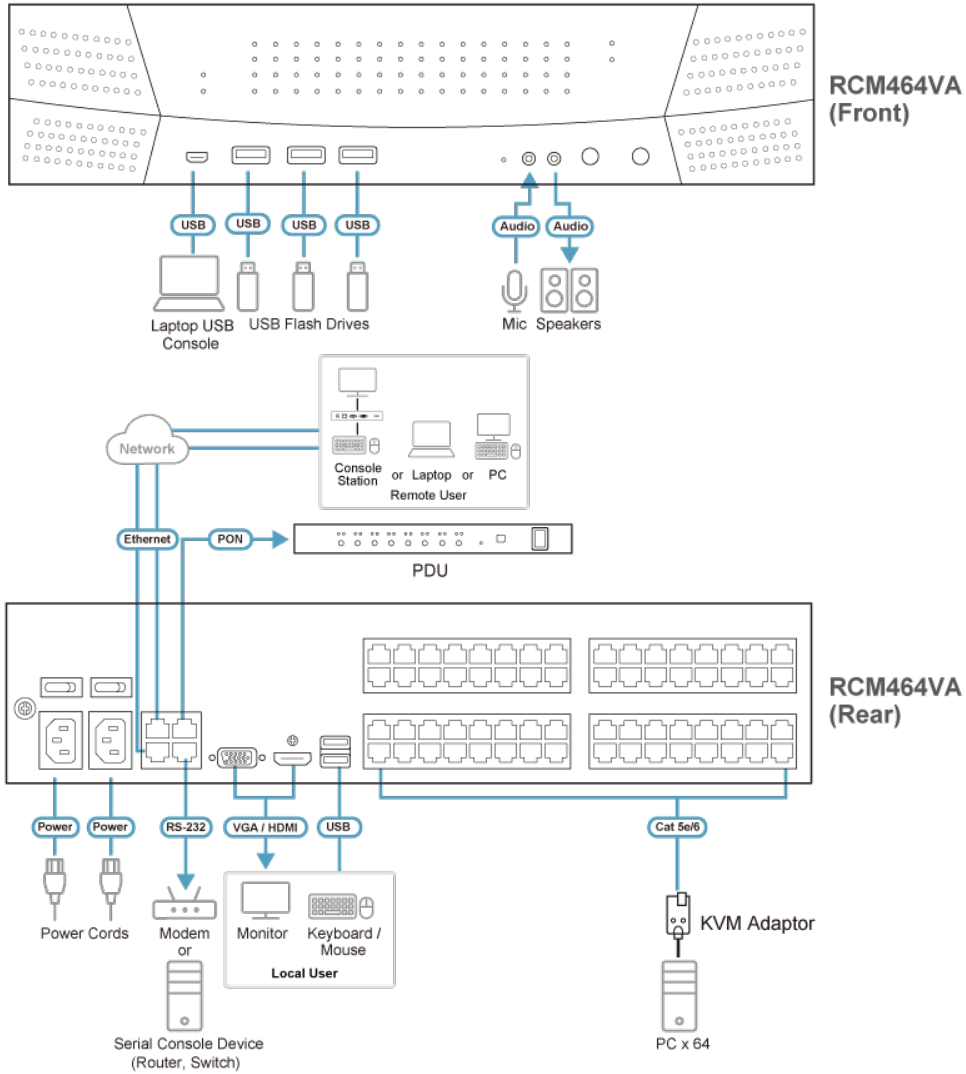 RCM464VA
(Front)
USB
USB
USB
USB
Audio
Audio
Laptop USB
Console
USB Flash Drives
Mic
Speakers
Network
Console
Station
or
Laptop
or
PC
Remote User
Ethernet
PON
PDU
RCM464VA
(Rear)
Power
Power
RS-232
VGA / HDMI
USB
Cat 5e/6
Power Cords
Modem
or
Monitor
Keyboard /
Mouse
Local User
KVM Adaptor
Serial Console Device
(Router, Switch)
PC x 64